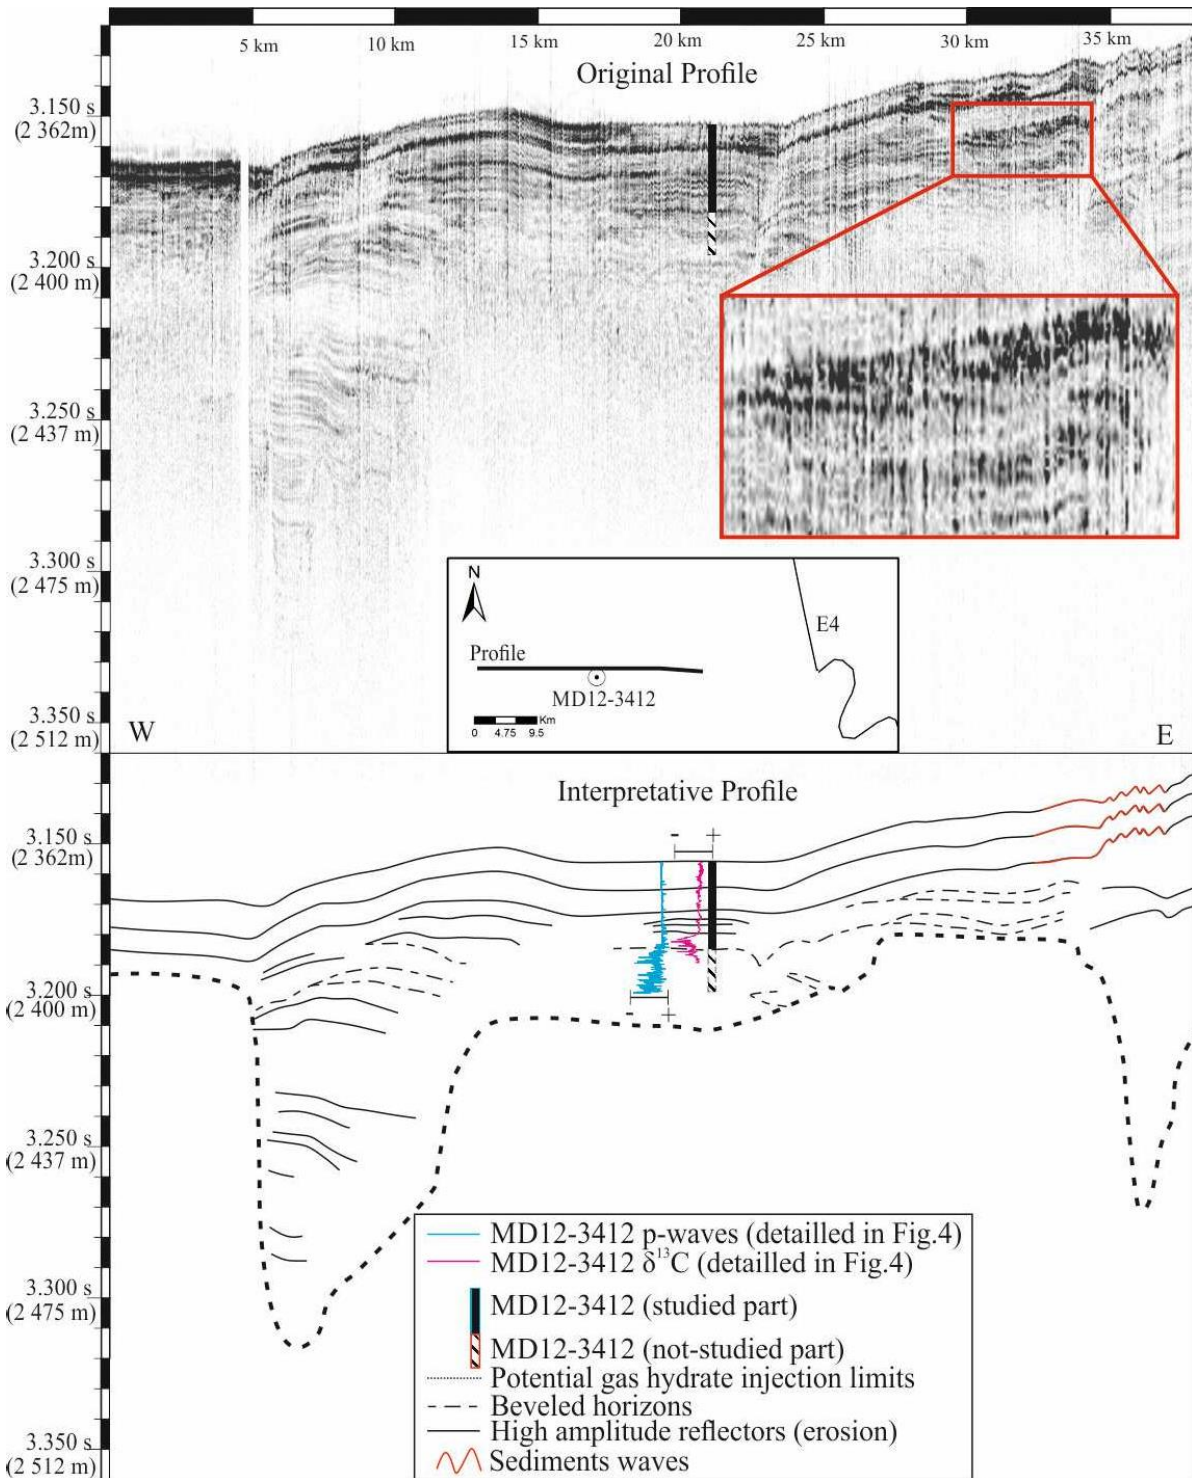 5 km 10 km 15 km 20 km 25 km 30 km 35 km
Original Profile
3.150 s
(2 362m)
3.200 s
(2 400 m)
3.250 s
(2 437 m)
3.300 s
(2 475 m)
3.350 s
(2 512 m)
N
Profile
MD12-3412
E4
Km
0 4.75 9.5
W
E
Interpretative Profile
- +
3.150 s
(2 362m)
3.200 s
(2 400 m)
- +
3.250 s
(2 437 m)
3.300 s
(2 475 m)
3.350 s
(2 512 m)
MD12-3412 p-waves (detailled in Fig.4)
MD12-3412 δ¹³C (detailled in Fig.4)
MD12-3412 (studied part)
MD12-3412 (not-studied part)
Potential gas hydrate injection limits
Beveled horizons
High amplitude reflectors (erosion)
Sediments waves